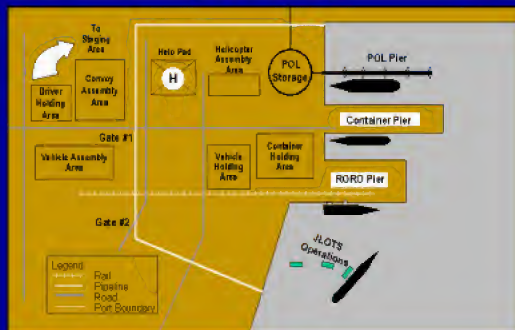 To
Staging
Area
Driver
Holding
Area
Convoy
Assembly
Area
Helo Pad
H
Helicopter
Assembly
Area
POL
Storage
POL Pier
Container Pier
Gate #1
Vehicle Assembly
Area
Vehicle
Holding
Area
Container
Holding
Area
RORO Pier
Gate #2
JLOTS
Operations
Legend
Rail
Pipeline
Road
Port Boundary